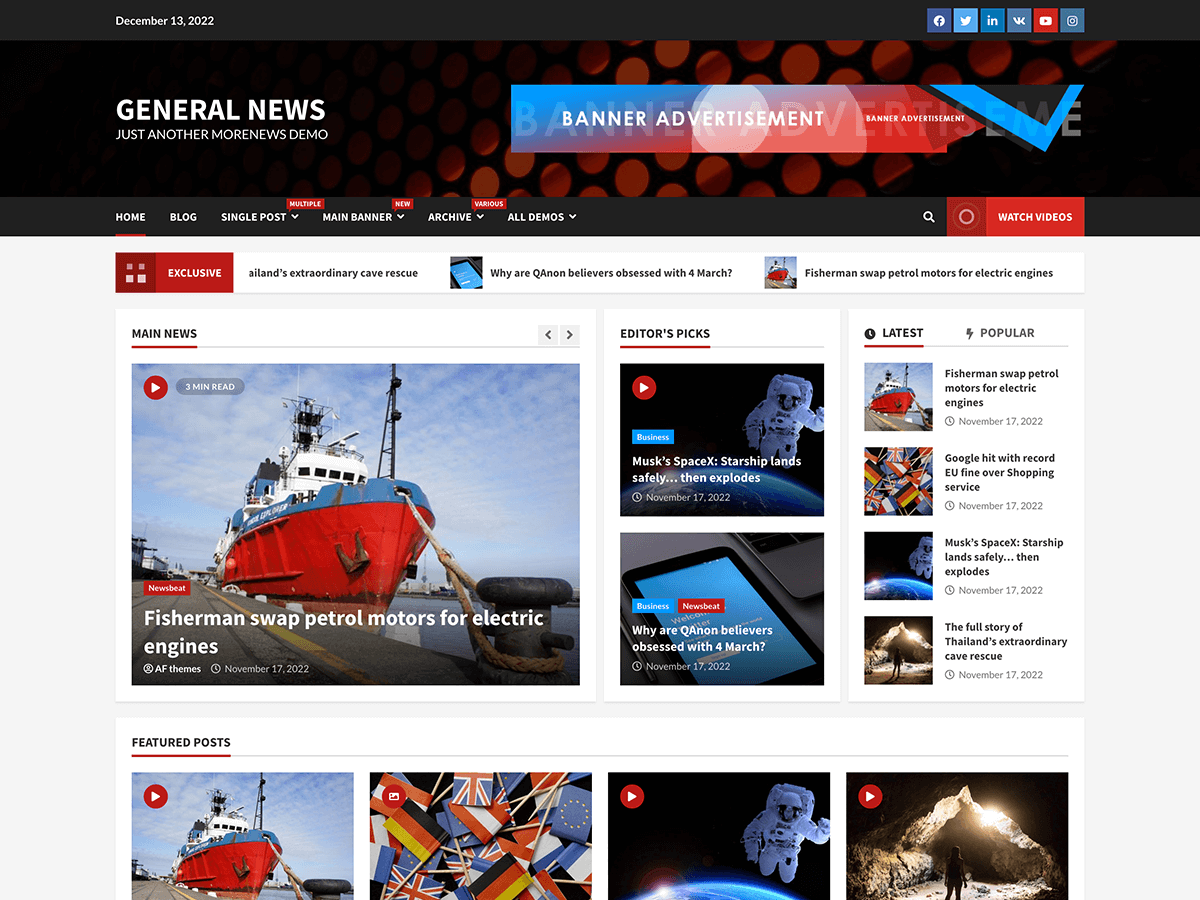 December 13, 2022
GENERAL NEWS
JUST ANOTHER MORENEWS DEMO
BANNER ADVERTISEMENT
BANNER ADVERTISEMENT
BANNER ADVERTISEMENT
MULTIPLE
NEW
VARIOUS
HOME
BLOG
SINGLE POST
MAIN BANNER
ARCHIVE
ALL DEMOS
WATCH VIDEOS
EXCLUSIVE
ailand’s extraordinary cave rescue
Why are QAnon believers obsessed with 4 March?
Fisherman swap petrol motors for electric engines
MAIN NEWS
3 MIN READ
Newsbeat
Fisherman swap petrol motors for electric
engines
AF themes
November 17, 2022
EDITOR'S PICKS
Business
Musk’s SpaceX: Starship lands
safely… then explodes
November 17, 2022
Business
Newsbeat
Why are QAnon believers
obsessed with 4 March?
November 17, 2022
LATEST
POPULAR
Fisherman swap petrol
motors for electric
engines
November 17, 2022
Google hit with record
EU fine over Shopping
service
November 17, 2022
Musk’s SpaceX: Starship
lands safely… then
explodes
November 17, 2022
The full story of
Thailand’s extraordinary
cave rescue
November 17, 2022
FEATURED POSTS